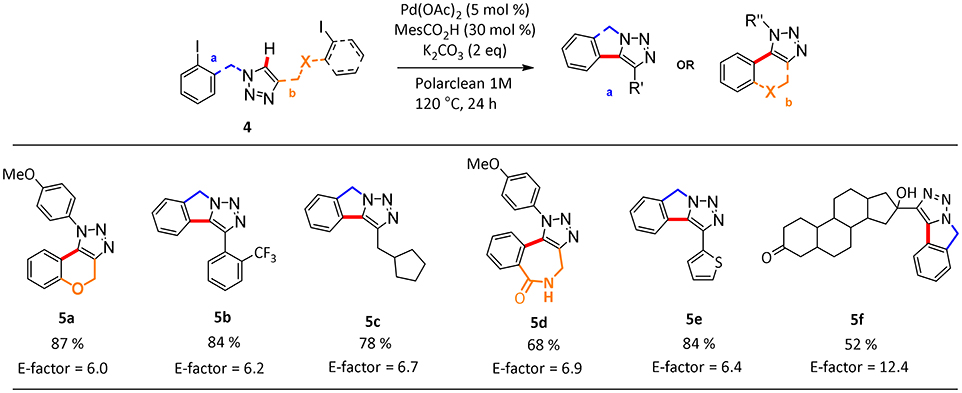 Pd(OAc)₂ (5 mol %)
MesCO₂H (30 mol %)
K₂CO₃ (2 eq)
Polarclean 1M
120 °C, 24 h
I
a
N
N
N
H
b
X
I
4
N
N
N
R'
a
OR
R''
N
N
N
X
b
MeO
N
N
N
O
5a
87 %
E-factor = 6.0
N
N
N
CF₃
5b
84 %
E-factor = 6.2
N
N
N
5c
78 %
E-factor = 6.7
MeO
N
N
N
O
N
H
5d
68 %
E-factor = 6.9
N
N
N
S
5e
84 %
E-factor = 6.4
O
OH
N
N
N
5f
52 %
E-factor = 12.4